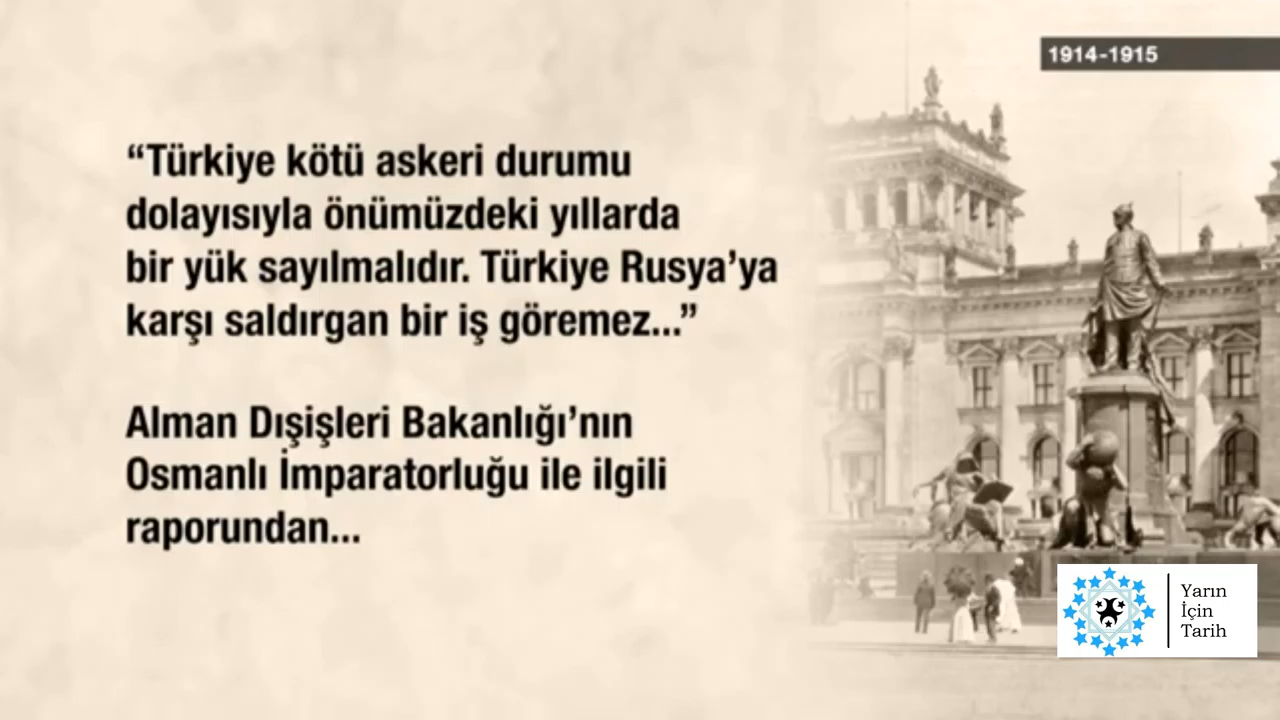 1914-1915
“Türkiye kötü askeri durumu
dolayısıyla önümüzdeki yıllarda
bir yük sayılmalıdır. Türkiye Rusya’ya
karşı saldırgan bir iş göremez...”
Alman Dışişleri Bakanlığı’nın
Osmanlı İmparatorluğu ile ilgili
raporundan...
Yarın
İçin
Tarih